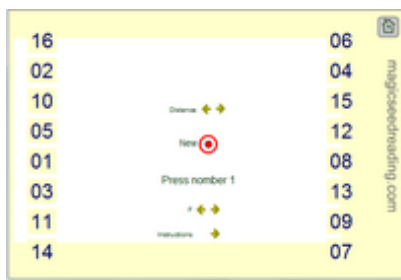 16 06
02 04
10 Distance 15
05 New 12
01 08
03 Press nomber 1 13
11 09
Instructions
14 07
magicseedreading.com